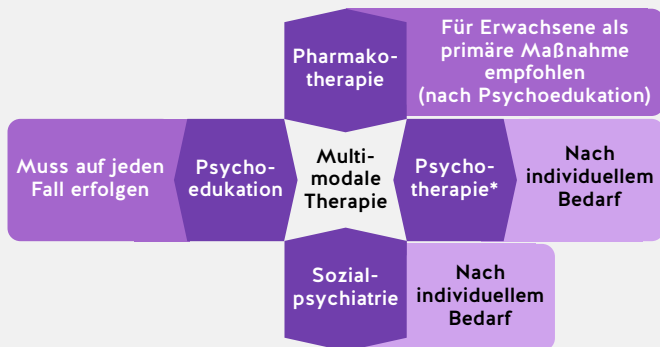 Pharmako-
therapie
Für Erwachsene als
primäre Maßnahme
empfohlen
(nach Psychoedukation)
Muss auf jeden
Fall erfolgen
Psycho-
edukation
Multi-
modale
Therapie
Psycho-
therapie*
Nach
individuellem
Bedarf
Sozial-
psychiatrie
Nach
individuellem
Bedarf